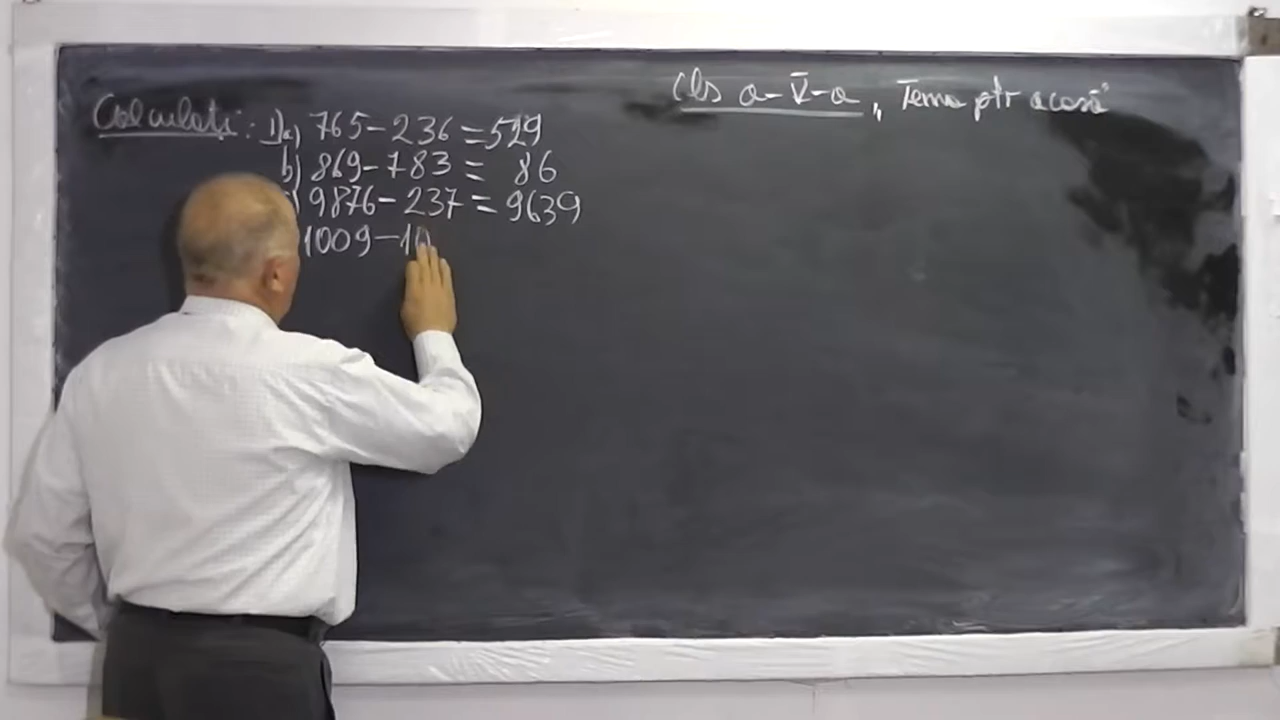 Cls a-V-a „Tema ptr acasă"
Calculați: 1) a) 765-236=529
b) 869-783= 86
) 9876-237=9639
1009-10